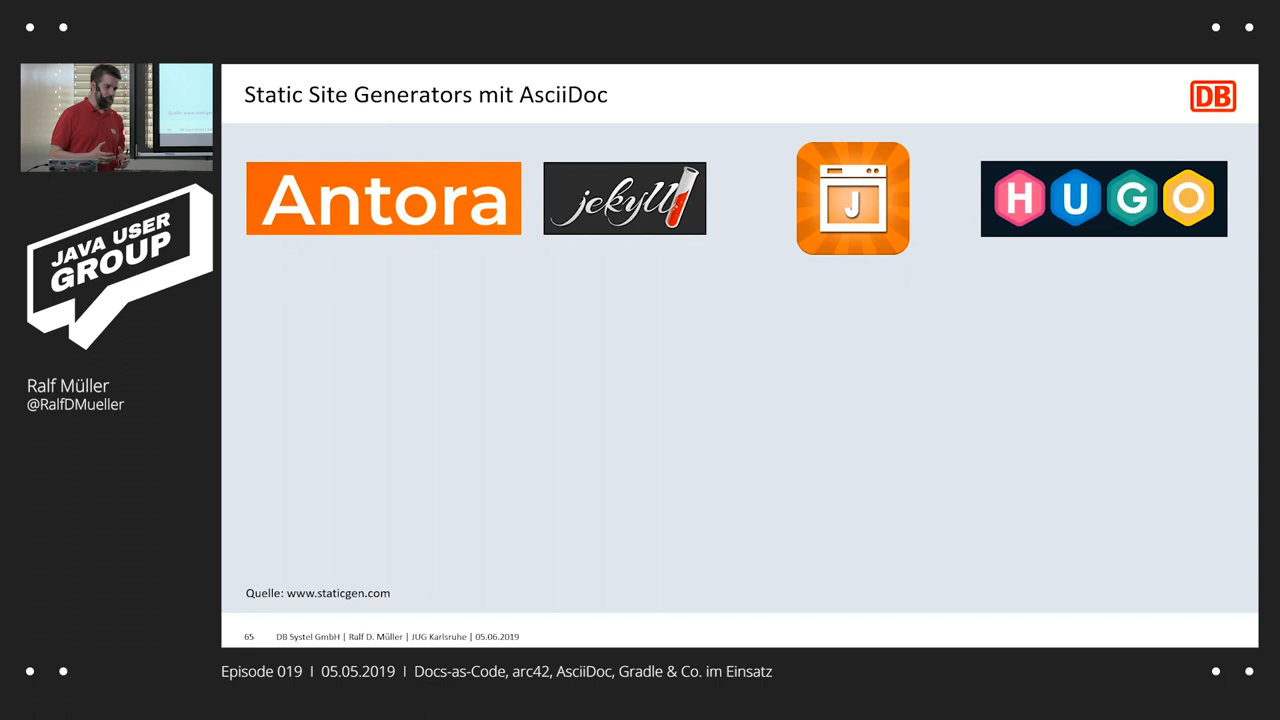 Static Site Generators mit AsciiDoc
DB
Antora
jekyll
J
HUGO
JAVA USER
GROUP
Ralf Müller
@RalfDMueller
Quelle: www.staticgen.com
65 DB Systel GmbH | Ralf D. Müller | JUG Karlsruhe | 05.06.2019
Episode 019 I 05.05.2019 I Docs-as-Code, arc42, AsciiDoc, Gradle & Co. im Einsatz